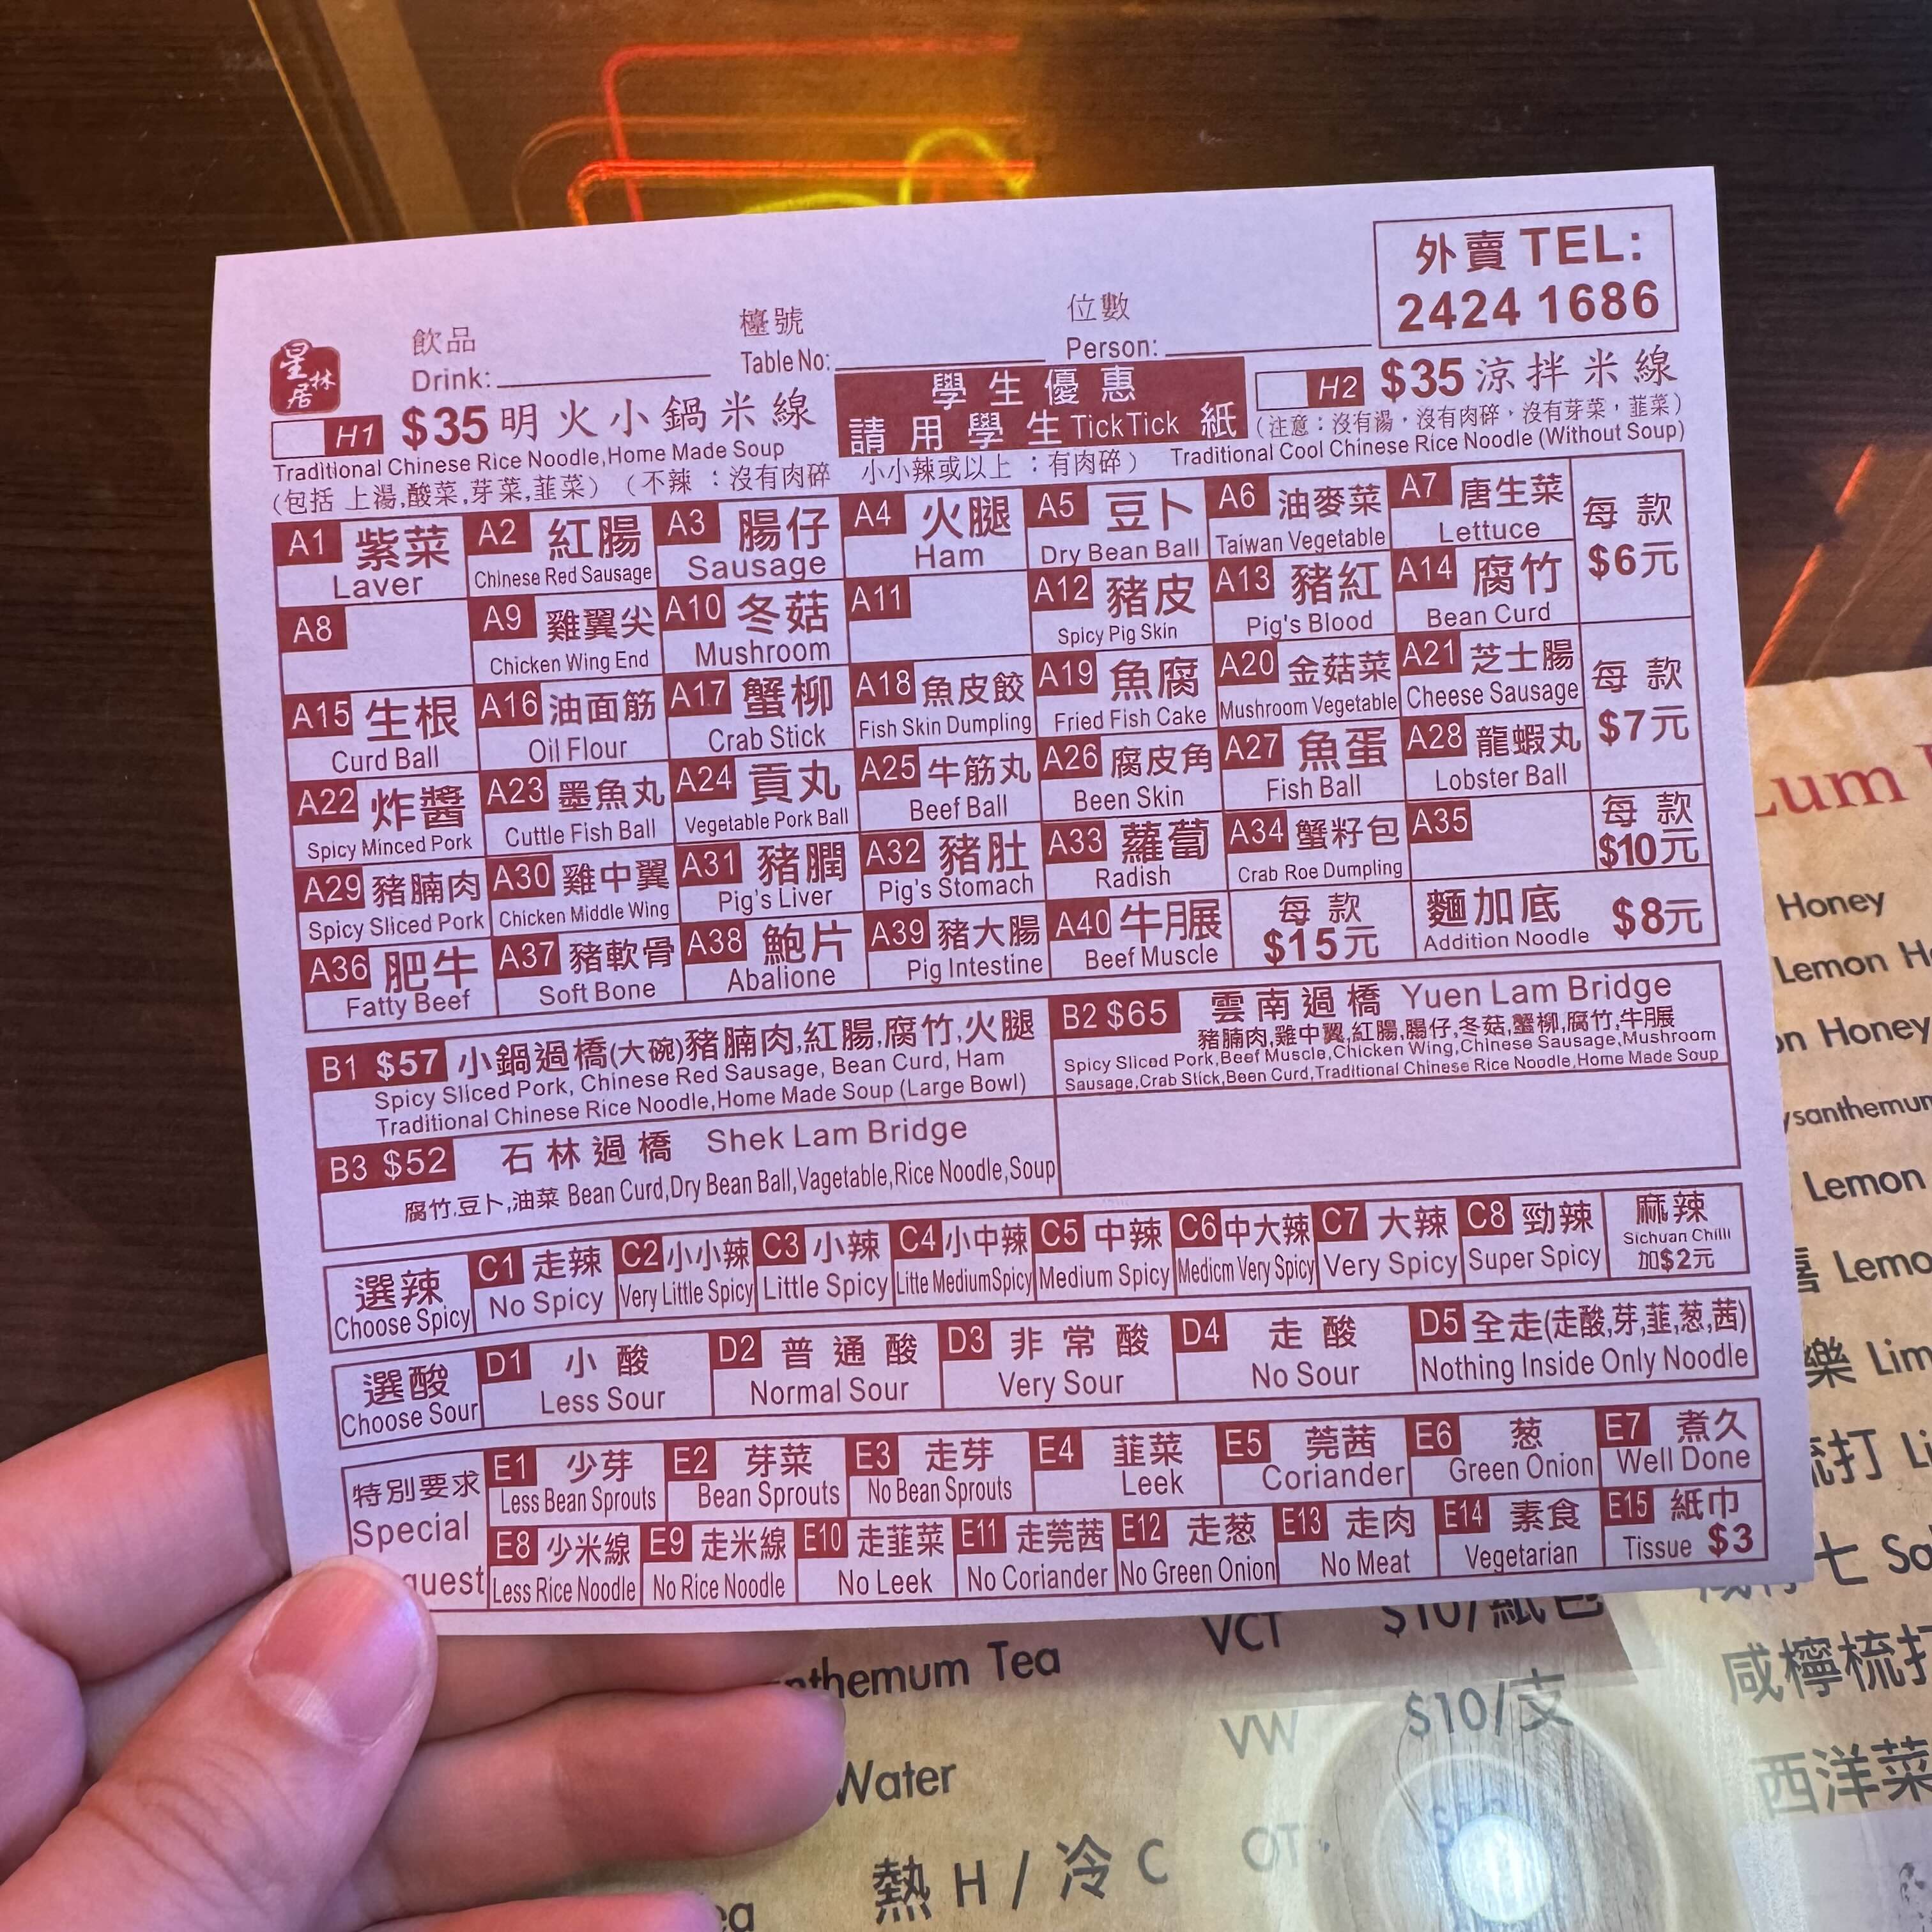 外賣 TEL:
2424 1686
飲品
Drink:
檯號
Table No:
位數
Person:
星林居
H1 $35 明火小鍋米線
Traditional Chinese Rice Noodle,Home Made Soup
(包括 上湯,酸菜,芽菜,韮菜) (不辣 : 沒有肉碎 小小辣或以上 : 有肉碎)
學生優惠
請用學生 TickTick 紙
H2 $35 涼拌米線
(注意 : 沒有湯，沒有肉碎，沒有芽菜，韮菜)
Traditional Cool Chinese Rice Noodle (Without Soup)
A1 紫菜
Laver
A2 紅腸
Chinese Red Sausage
A3 腸仔
Sausage
A4 火腿
Ham
A5 豆卜
Dry Bean Ball
A6 油麥菜
Taiwan Vegetable
A7 唐生菜
Lettuce
每款
$6元
A8
A9 雞翼尖
Chicken Wing End
A10 冬菇
Mushroom
A11
A12 豬皮
Spicy Pig Skin
A13 豬紅
Pig's Blood
A14 腐竹
Bean Curd
A15 生根
Curd Ball
A16 油面筋
Oil Flour
A17 蟹柳
Crab Stick
A18 魚皮餃
Fish Skin Dumpling
A19 魚腐
Fried Fish Cake
A20 金菇菜
Mushroom Vegetable
A21 芝士腸
Cheese Sausage
每款
$7元
A22 炸醬
Spicy Minced Pork
A23 墨魚丸
Cuttle Fish Ball
A24 貢丸
Vegetable Pork Ball
A25 牛筋丸
Beef Ball
A26 腐皮角
Been Skin
A27 魚蛋
Fish Ball
A28 龍蝦丸
Lobster Ball
A29 豬腩肉
Spicy Sliced Pork
A30 雞中翼
Chicken Middle Wing
A31 豬膶
Pig's Liver
A32 豬肚
Pig's Stomach
A33 蘿蔔
Radish
A34 蟹籽包
Crab Roe Dumpling
A35
每款
$10元
A36 肥牛
Fatty Beef
A37 豬軟骨
Soft Bone
A38 鮑片
Abalione
A39 豬大腸
Pig Intestine
A40 牛𦟌
Beef Muscle
每款
$15元
麵加底 $8元
Addition Noodle
B1 $57 小鍋過橋(大碗)豬腩肉,紅腸,腐竹,火腿
Spicy Sliced Pork, Chinese Red Sausage, Bean Curd, Ham
Traditional Chinese Rice Noodle,Home Made Soup (Large Bowl)
B2 $65 雲南過橋 Yuen Lam Bridge
豬腩肉,雞中翼,紅腸,腸仔,冬菇,蟹柳,腐竹,牛𦟌
Spicy Sliced Pork,Beef Muscle,Chicken Wing,Chinese Sausage,Mushroom
Sausage,Crab Stick,Been Curd,Traditional Chinese Rice Noodle,Home Made Soup
B3 $52 石林過橋 Shek Lam Bridge
腐竹,豆卜,油菜 Bean Curd,Dry Bean Ball,Vagetable,Rice Noodle,Soup
選辣
Choose Spicy
C1 走辣
No Spicy
C2 小小辣
Very Little Spicy
C3 小辣
Little Spicy
C4 小中辣
Litte MediumSpicy
C5 中辣
Medium Spicy
C6 中大辣
Medicm Very Spicy
C7 大辣
Very Spicy
C8 勁辣
Super Spicy
麻辣
Sichuan Chilli
加$2元
選酸
Choose Sour
D1 小酸
Less Sour
D2 普通酸
Normal Sour
D3 非常酸
Very Sour
D4 走酸
No Sour
D5 全走(走酸,芽,韮,葱,茜)
Nothing Inside Only Noodle
特別要求
Special
quest
E1 少芽
Less Bean Sprouts
E2 芽菜
Bean Sprouts
E3 走芽
No Bean Sprouts
E4 韮菜
Leek
E5 莞茜
Coriander
E6 葱
Green Onion
E7 煮久
Well Done
E8 少米線
Less Rice Noodle
E9 走米線
No Rice Noodle
E10 走韮菜
No Leek
E11 走莞茜
No Coriander
E12 走葱
No Green Onion
E13 走肉
No Meat
E14 素食
Vegetarian
E15 紙巾
Tissue $3
Lum
Honey
Lemon H
on Honey
ysanthemum
Lemon
Lemo
樂 Lim
梳打 Li
七 Sa
咸檸梳打
西洋菜
nthemum Tea VCT $10/紙包
Water VW $10/支
熱 H / 冷 C OT
ea